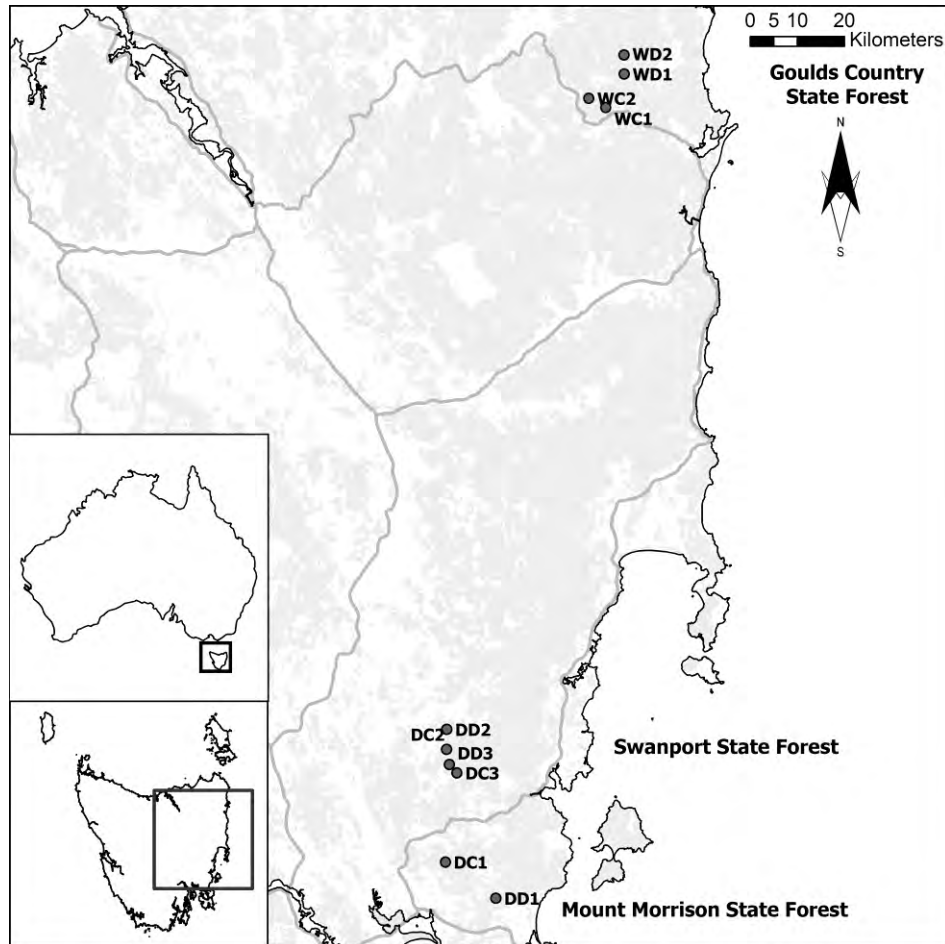 0 5 10 20
Kilometers
Goulds Country
State Forest
N
S
WD2
WD1
WC2
WC1
DC2
DD2
DD3
DC3
Swanport State Forest
DC1
DD1
Mount Morrison State Forest